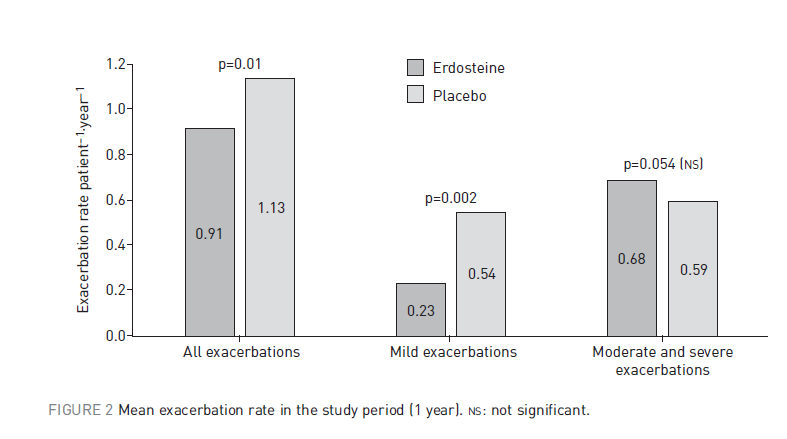 Exacerbation rate patient⁻¹·year⁻¹
1.2
1.0
0.8
0.6
0.4
0.2
0.0
p=0.01
0.91
1.13
p=0.002
0.23
0.54
p=0.054 (NS)
0.68
0.59
Erdosteine
Placebo
All exacerbations
Mild exacerbations
Moderate and severe
exacerbations
FIGURE 2 Mean exacerbation rate in the study period (1 year). NS: not significant.